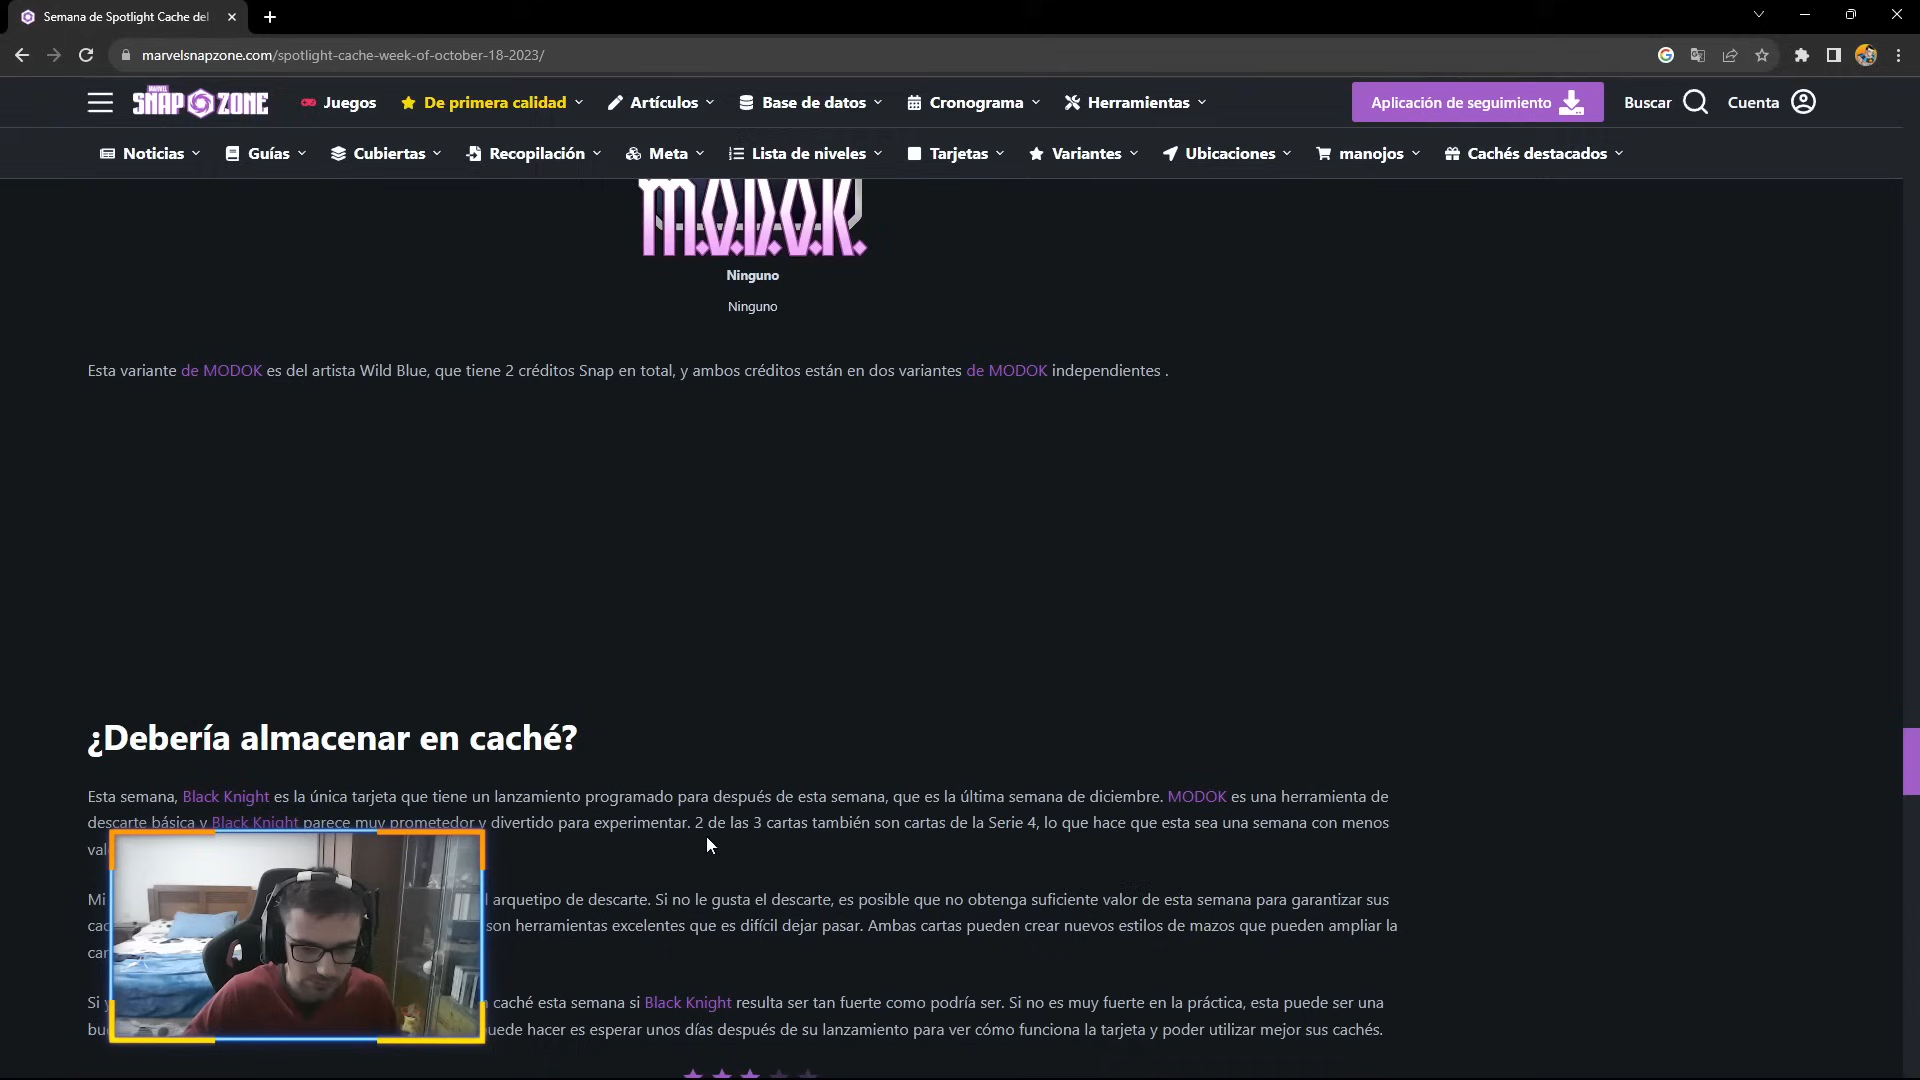 Semana de Spotlight Cache del
marvelsnapzone.com/spotlight-cache-week-of-october-18-2023/
MARVEL SNAP ZONE Juegos De primera calidad Artículos Base de datos Cronograma Herramientas Aplicación de seguimiento Buscar Cuenta
Noticias Guías Cubiertas Recopilación Meta Lista de niveles Tarjetas Variantes Ubicaciones manojos Cachés destacados
M.O.D.O.K.
Ninguno
Ninguno
Esta variante de MODOK es del artista Wild Blue, que tiene 2 créditos Snap en total, y ambos créditos están en dos variantes de MODOK independientes .
¿Debería almacenar en caché?
Esta semana, Black Knight es la única tarjeta que tiene un lanzamiento programado para después de esta semana, que es la última semana de diciembre. MODOK es una herramienta de
descarte básica y Black Knight parece muy prometedor y divertido para experimentar. 2 de las 3 cartas también son cartas de la Serie 4, lo que hace que esta sea una semana con menos
Mi arquetipo de descarte. Si no le gusta el descarte, es posible que no obtenga suficiente valor de esta semana para garantizar sus
son herramientas excelentes que es difícil dejar pasar. Ambas cartas pueden crear nuevos estilos de mazos que pueden ampliar la
Si caché esta semana si Black Knight resulta ser tan fuerte como podría ser. Si no es muy fuerte en la práctica, esta puede ser una
hacer es esperar unos días después de su lanzamiento para ver cómo funciona la tarjeta y poder utilizar mejor sus cachés.